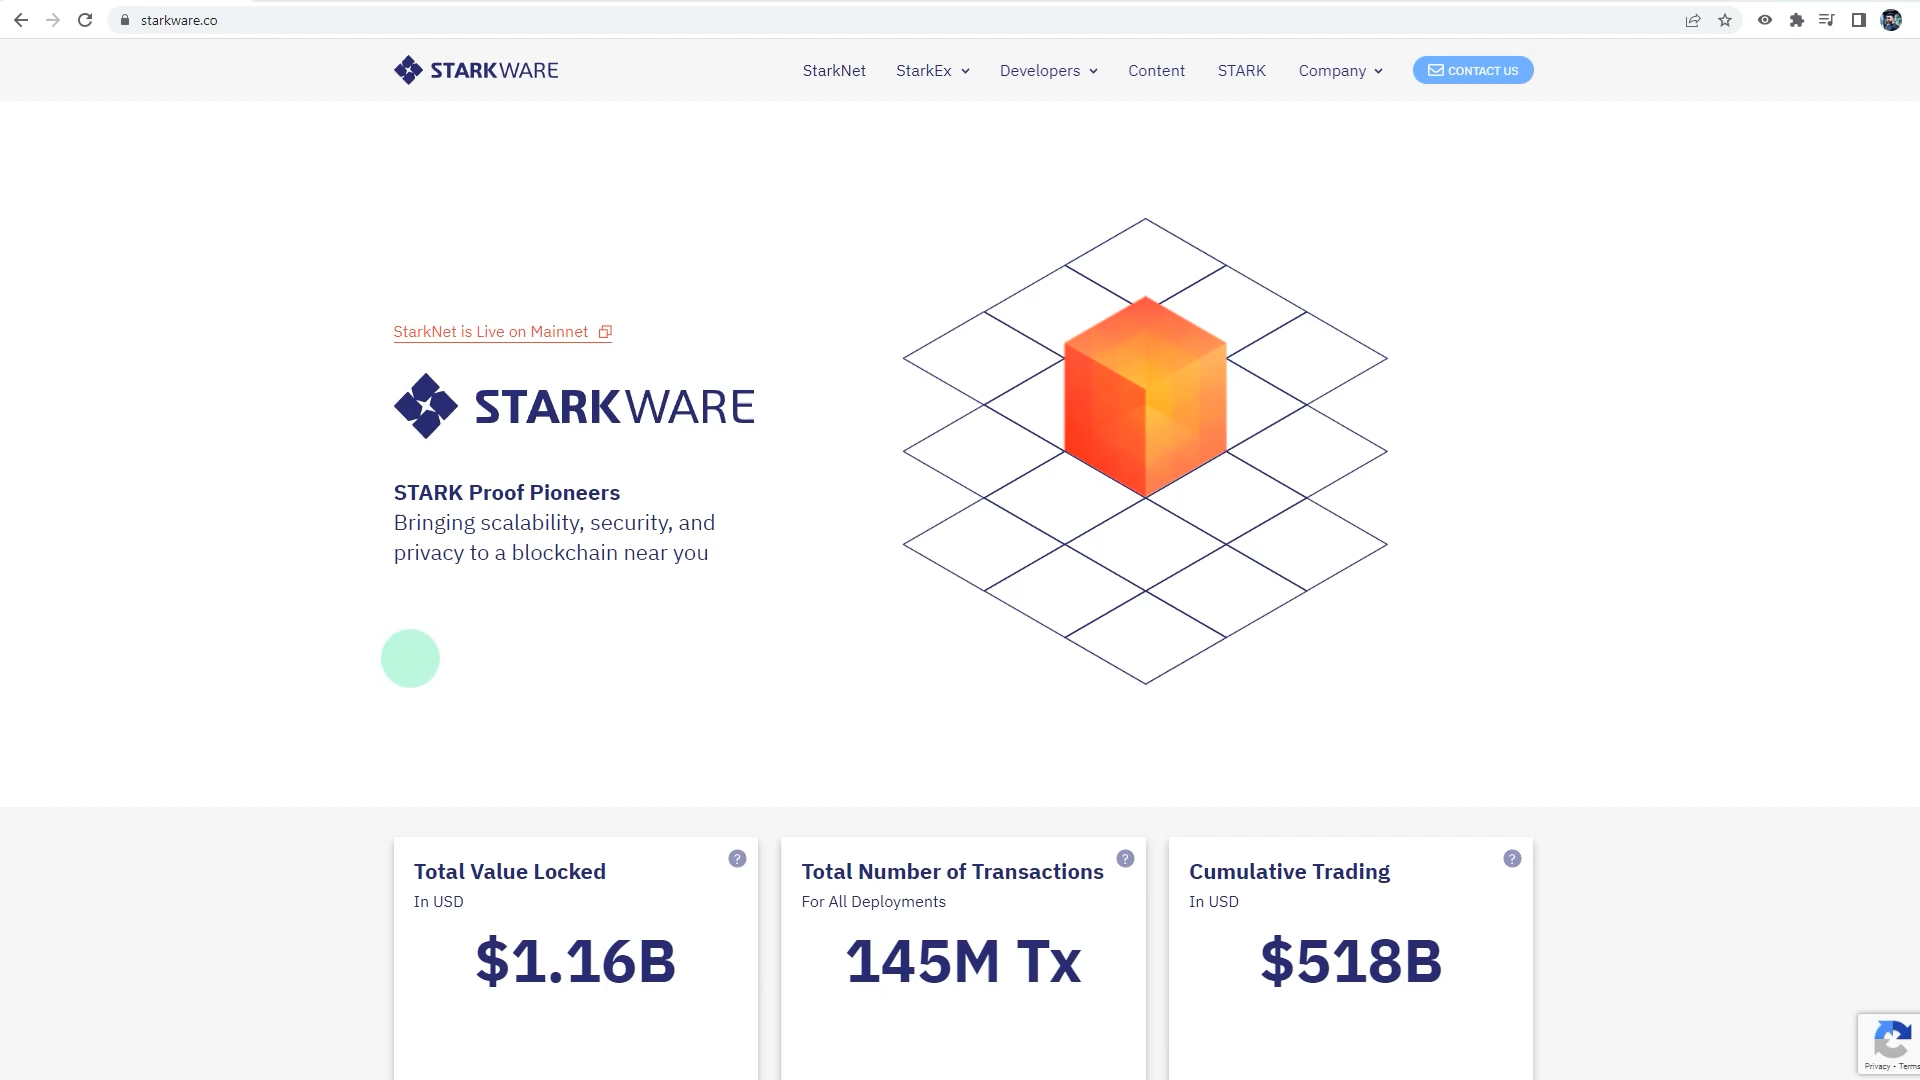 starkware.co
STARKWARE
StarkNet
StarkEx
Developers
Content
STARK
Company
CONTACT US
StarkNet is Live on Mainnet
STARKWARE
STARK Proof Pioneers
Bringing scalability, security, and
privacy to a blockchain near you
Total Value Locked
?
In USD
$1.16B
Total Number of Transactions
?
For All Deployments
145M Tx
Cumulative Trading
?
In USD
$518B
Privacy - Terms